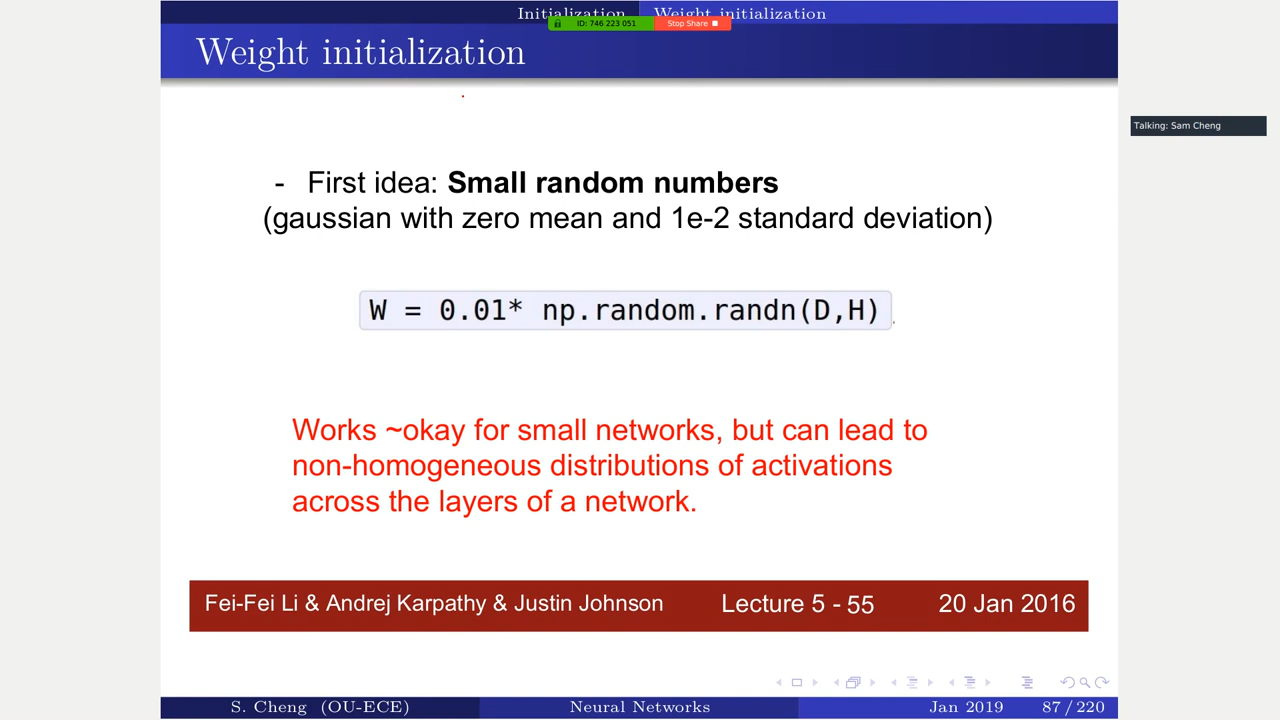 Initialization Weight initialization
ID: 746 223 051 Stop Share
Weight initialization
Talking: Sam Cheng
- First idea: Small random numbers
(gaussian with zero mean and 1e-2 standard deviation)
W = 0.01* np.random.randn(D,H)
Works ~okay for small networks, but can lead to
non-homogeneous distributions of activations
across the layers of a network.
Fei-Fei Li & Andrej Karpathy & Justin Johnson Lecture 5 - 55 20 Jan 2016
S. Cheng (OU-ECE) Neural Networks Jan 2019 87 / 220